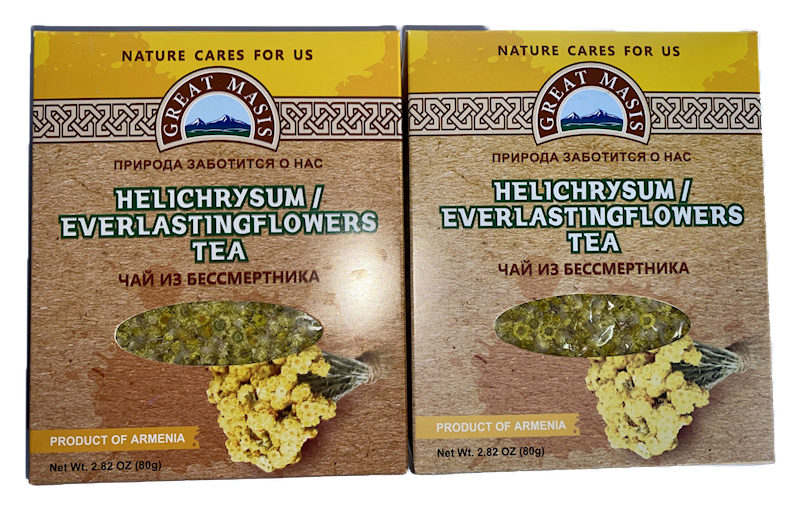 NATURE CARES FOR US
GREAT MASIS
ПРИРОДА ЗАБОТИТСЯ О НАС
HELICHRYSUM /
EVERLASTINGFLOWERS
TEA
ЧАЙ ИЗ БЕССМЕРТНИКА
PRODUCT OF ARMENIA
Net Wt. 2.82 OZ (80g)
NATURE CARES FOR US
GREAT MASIS
ПРИРОДА ЗАБОТИТСЯ О НАС
HELICHRYSUM /
EVERLASTINGFLOWERS
TEA
ЧАЙ ИЗ БЕССМЕРТНИКА
PRODUCT OF ARMENIA
Net Wt. 2.82 OZ (80g)